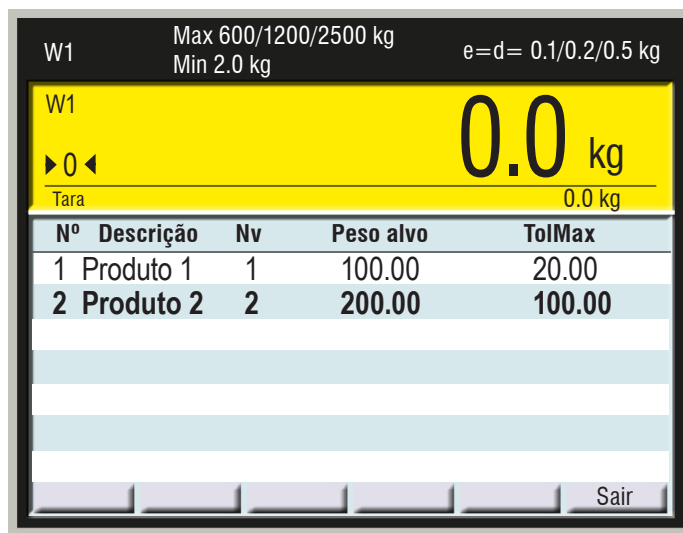 W1 Max 600/1200/2500 kg e=d= 0.1/0.2/0.5 kg
Min 2.0 kg
W1
0.0 kg
0
Tara 0.0 kg
Nº Descrição Nv Peso alvo TolMax
1 Produto 1 1 100.00 20.00
2 Produto 2 2 200.00 100.00
Sair